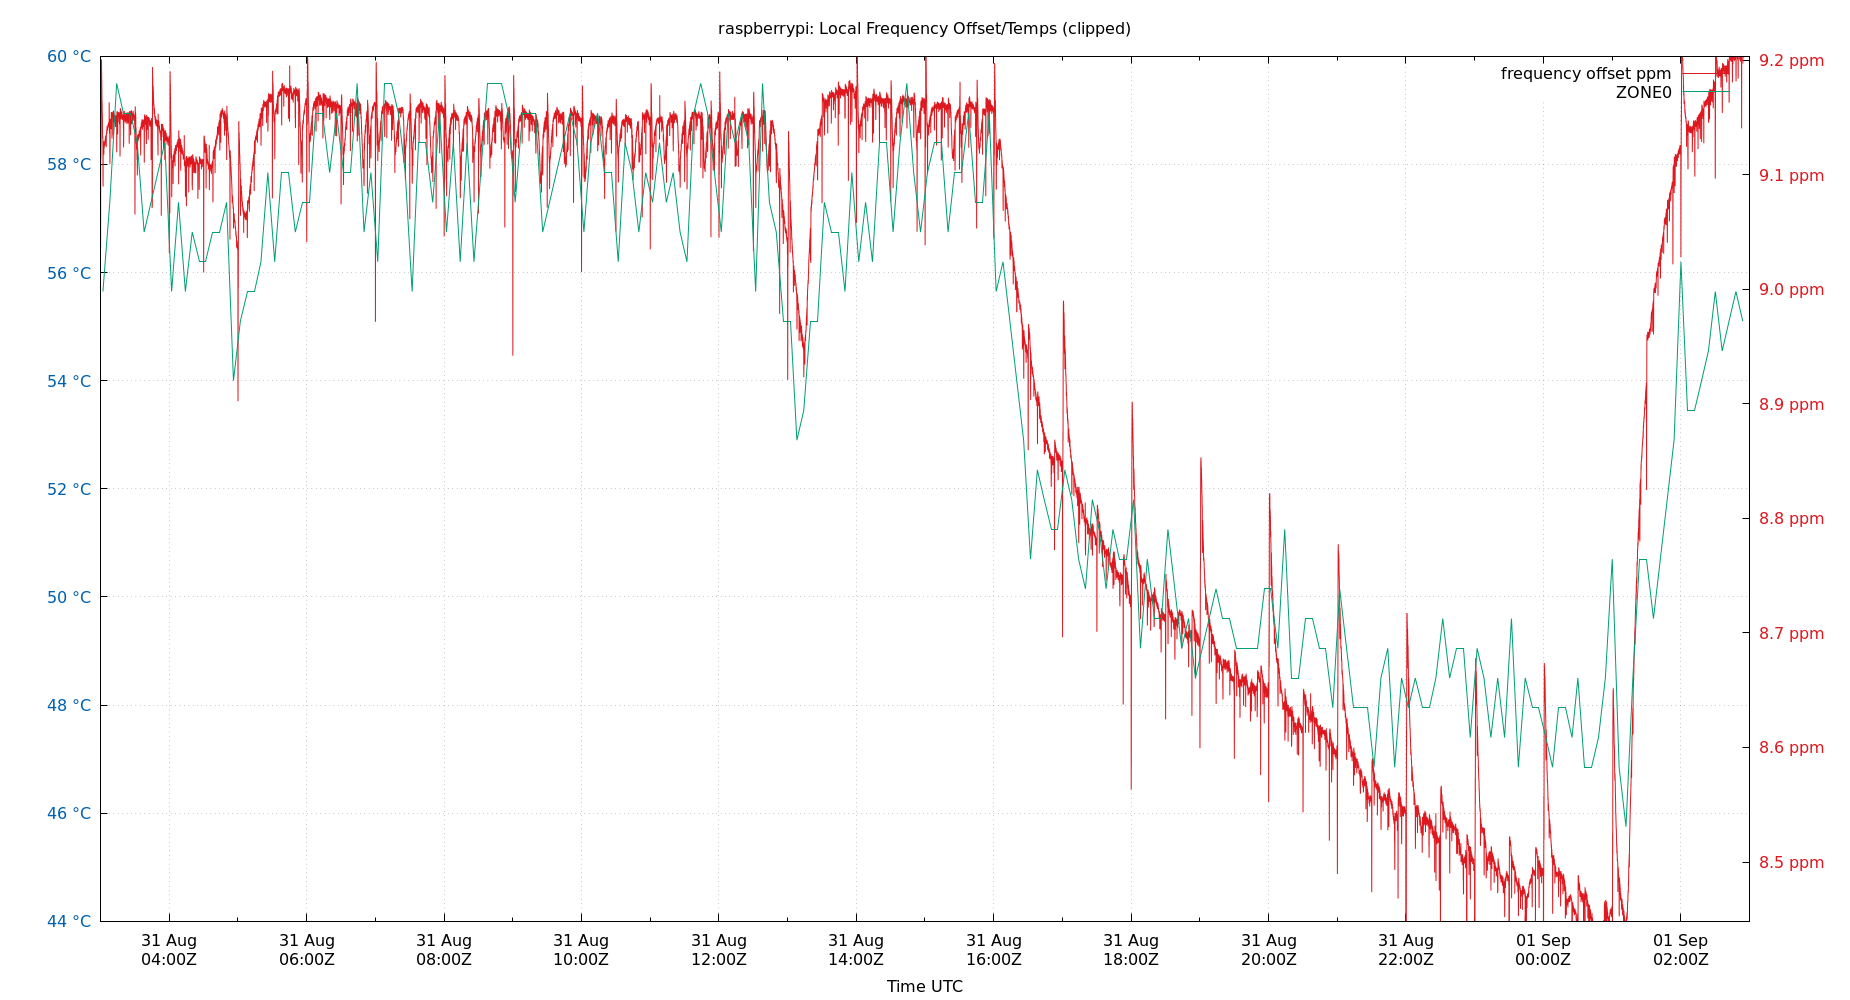 raspberrypi: Local Frequency Offset/Temps (clipped)
60 °C
58 °C
56 °C
54 °C
52 °C
50 °C
48 °C
46 °C
44 °C
9.2 ppm
9.1 ppm
9.0 ppm
8.9 ppm
8.8 ppm
8.7 ppm
8.6 ppm
8.5 ppm
frequency offset ppm
ZONE0
31 Aug 31 Aug 31 Aug 31 Aug 31 Aug 31 Aug 31 Aug 31 Aug 31 Aug 31 Aug 01 Sep 01 Sep
04:00Z 06:00Z 08:00Z 10:00Z 12:00Z 14:00Z 16:00Z 18:00Z 20:00Z 22:00Z 00:00Z 02:00Z
Time UTC